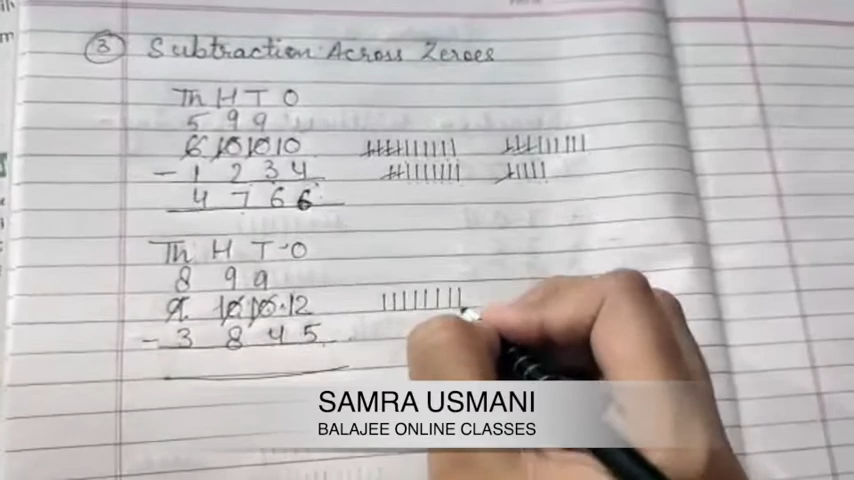 3 Subtraction Across Zeroes
Th H T O
5 9 9
6 10 10 10
- 1 2 3 4
4 7 6 6
Th H T O
8 9 9
9 10 10 12
- 3 8 4 5
SAMRA USMANI
BALAJEE ONLINE CLASSES